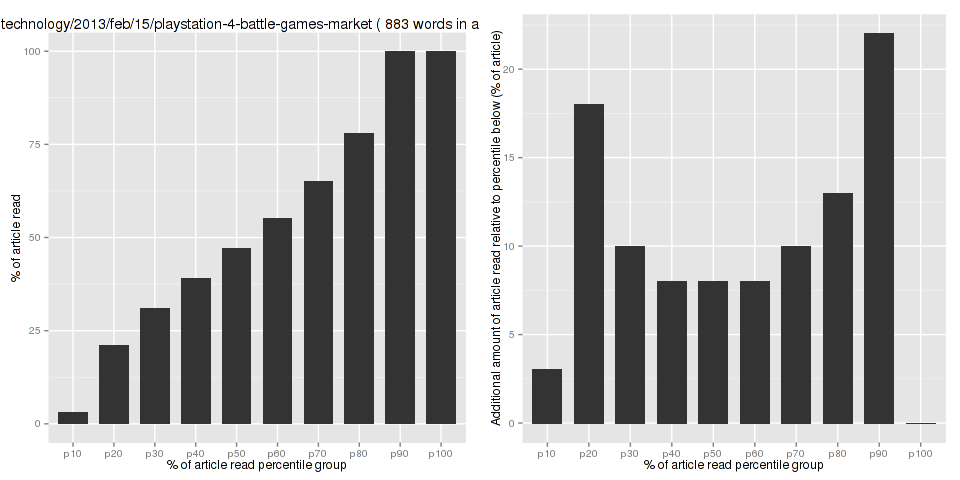 technology/2013/feb/15/playstation-4-battle-games-market ( 883 words in a
100
75
50
25
0
% of article read
p10 p20 p30 p40 p50 p60 p70 p80 p90 p100
% of article read percentile group
Additional amount of article read relative to percentile below (% of article)
20
15
10
5
0
p10 p20 p30 p40 p50 p60 p70 p80 p90 p100
% of article read percentile group